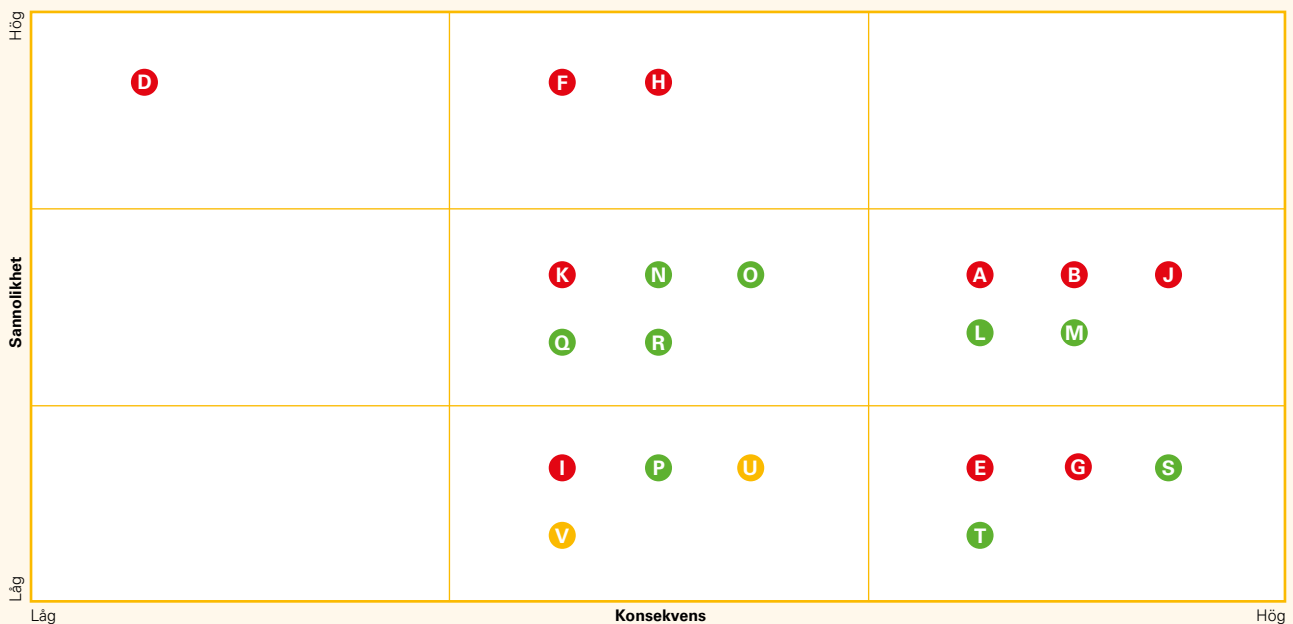 Hög
D F H
Sannolikhet
K N O A B J
Q R L M
I P U E G S
V T
Låg
Låg Konsekvens Hög